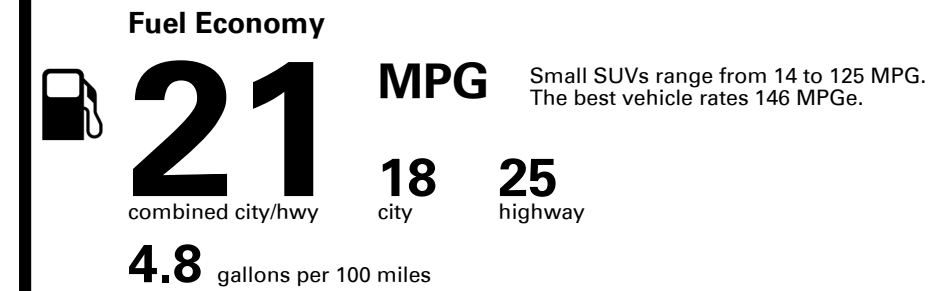 Fuel Economy
21 MPG
Small SUVs range from 14 to 125 MPG.
The best vehicle rates 146 MPGe.
combined city/hwy
18
city
25
highway
4.8 gallons per 100 miles